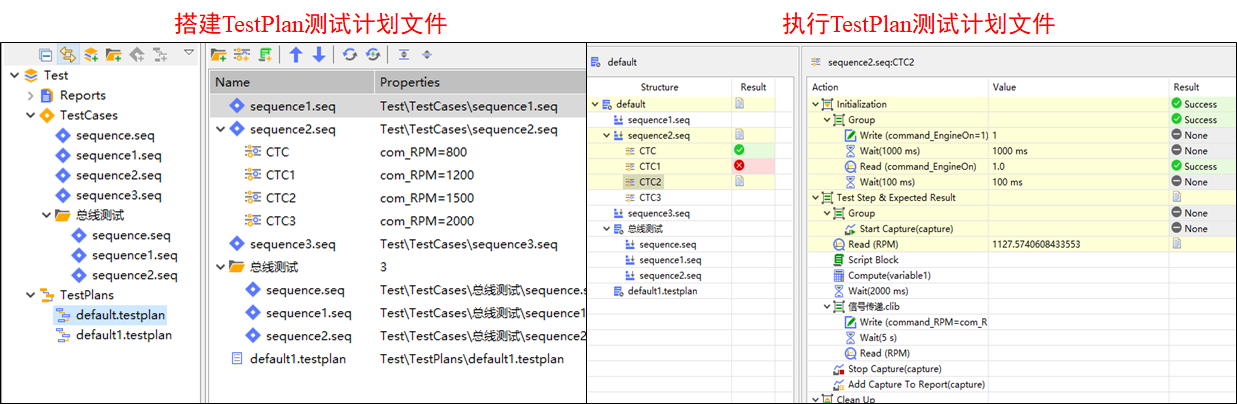 搭建TestPlan测试计划文件
执行TestPlan测试计划文件
Test
Reports
TestCases
sequence.seq
sequence1.seq
sequence2.seq
sequence3.seq
总线测试
sequence.seq
sequence1.seq
sequence2.seq
TestPlans
default.testplan
default1.testplan
Name Properties
sequence1.seq Test\TestCases\sequence1.seq
sequence2.seq Test\TestCases\sequence2.seq
CTC com_RPM=800
CTC1 com_RPM=1200
CTC2 com_RPM=1500
CTC3 com_RPM=2000
sequence3.seq Test\TestCases\sequence3.seq
总线测试 3
sequence.seq Test\TestCases\总线测试\sequence.s
sequence1.seq Test\TestCases\总线测试\sequence1
sequence2.seq Test\TestCases\总线测试\sequence2
default1.testplan Test\TestPlans\default1.testplan
default
Structure Result
default
sequence1.seq
sequence2.seq
CTC
CTC1
CTC2
CTC3
sequence3.seq
总线测试
sequence.seq
sequence1.seq
sequence2.seq
default1.testplan
sequence2.seq:CTC2
Action Value Result
Initialization Success
Group Success
Write (command_EngineOn=1) 1 None
Wait(1000 ms) 1000 ms None
Read (command_EngineOn) 1.0 Success
Wait(100 ms) 100 ms None
Test Step & Expected Result
Group None
Start Capture(capture) None
Read (RPM) 1127.5740608433553
Script Block
Compute(variable1)
Wait(2000 ms)
信号传递.clib
Write (command_RPM=com_R
Wait(5 s)
Read (RPM)
Stop Capture(capture)
Add Capture To Report(capture)
Clean Up